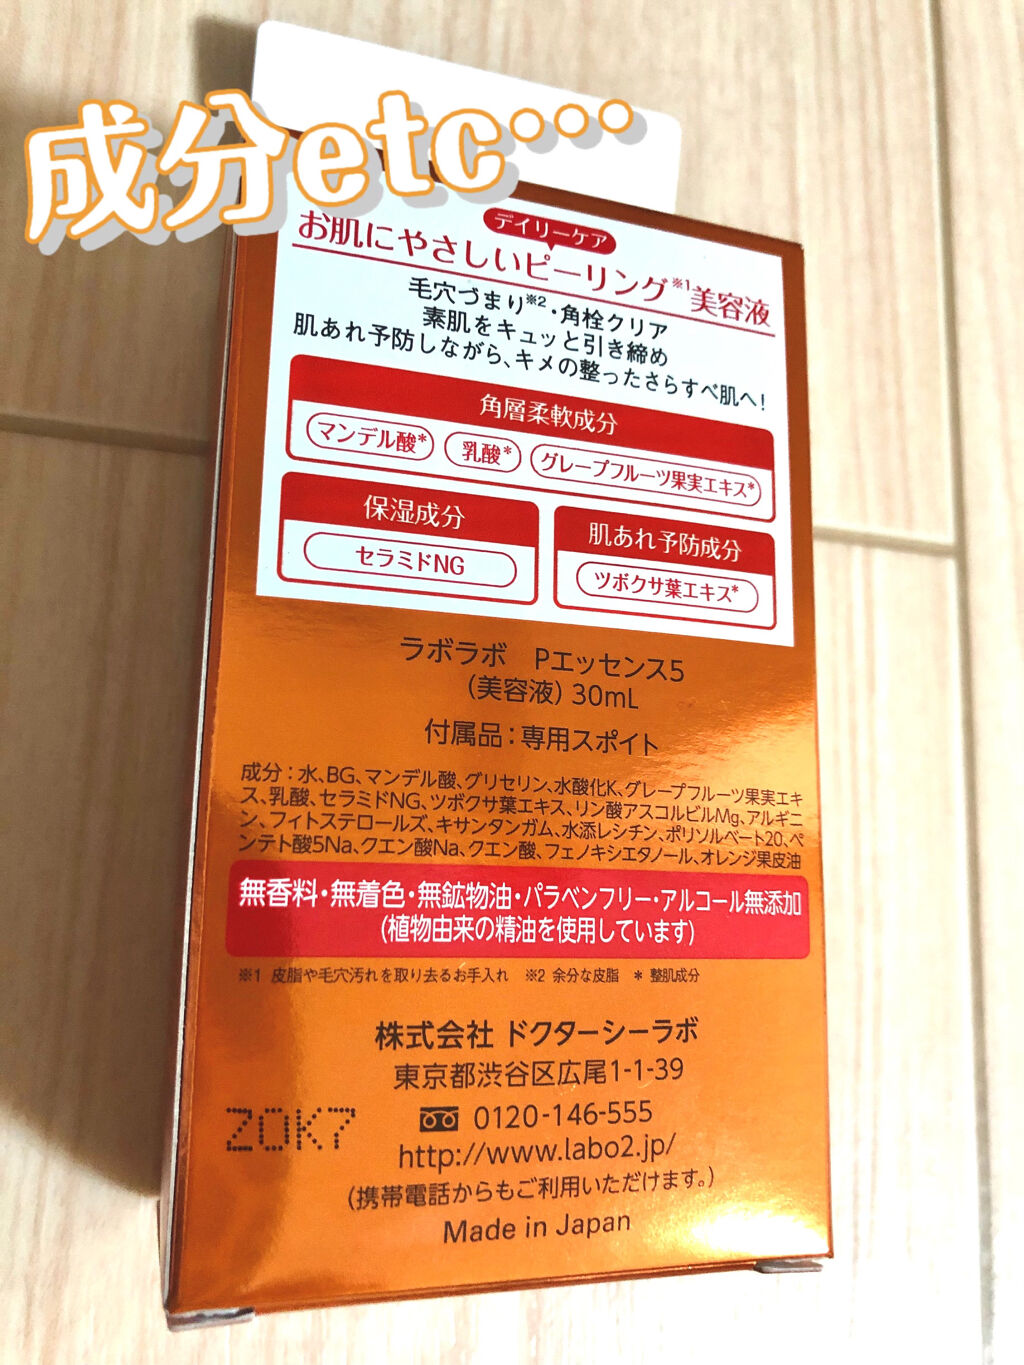 成分etc…
デイリーケア
お肌にやさしいピーリング※1美容液
毛穴づまり※2・角栓クリア
素肌をキュッと引き締め
肌あれ予防しながら、キメの整ったさらすべ肌へ!
角層柔軟成分
マンデル酸* 乳酸* グレープフルーツ果実エキス*
保湿成分
セラミドNG
肌あれ予防成分
ツボクサ葉エキス*
ラボラボ Pエッセンス5
(美容液) 30mL
付属品：専用スポイト
成分：水、BG、マンデル酸、グリセリン、水酸化K、グレープフルーツ果実エキ
ス、乳酸、セラミドNG、ツボクサ葉エキス、リン酸アスコルビルMg、アルギニ
ン、フィトステロールズ、キサンタンガム、水添レシチン、ポリソルベート20、ペ
ンテト酸5Na、クエン酸Na、クエン酸、フェノキシエタノール、オレンジ果皮油
無香料・無着色・無鉱物油・パラベンフリー・アルコール無添加
(植物由来の精油を使用しています)
※1 皮脂や毛穴汚れを取り去るお手入れ ※2 余分な皮脂 * 整肌成分
株式会社 ドクターシーラボ
東京都渋谷区広尾1-1-39
0120-146-555
http://www.labo2.jp/
(携帯電話からもご利用いただけます。)
Made in Japan
ZOK7